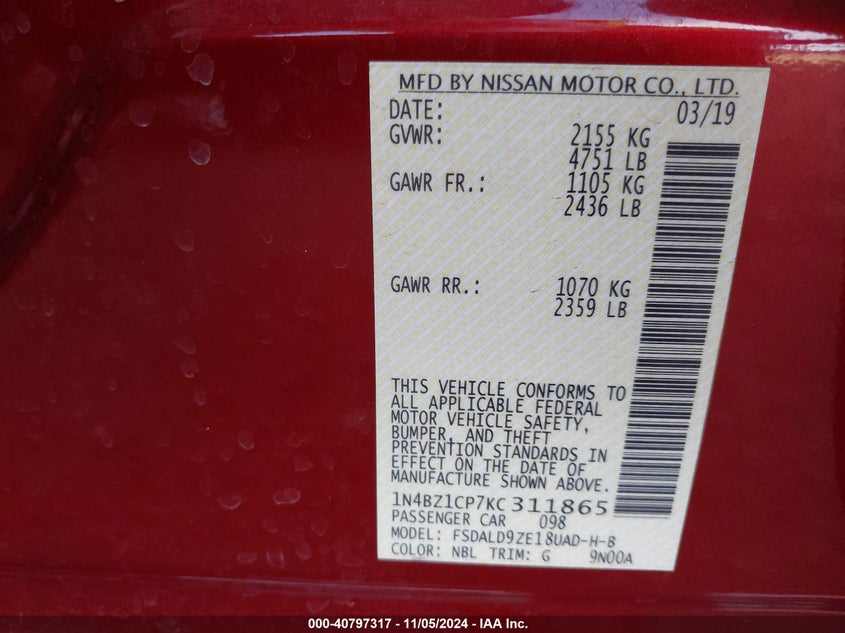 MFD BY NISSAN MOTOR CO., LTD.
DATE: 03/19
GVWR: 2155 KG
4751 LB
GAWR FR.: 1105 KG
2436 LB
GAWR RR.: 1070 KG
2359 LB
THIS VEHICLE CONFORMS TO
ALL APPLICABLE FEDERAL
MOTOR VEHICLE SAFETY,
BUMPER, AND THEFT
PREVENTION STANDARDS IN
EFFECT ON THE DATE OF
MANUFACTURE SHOWN ABOVE.
1N4BZ1CP7KC311865
PASSENGER CAR 098
MODEL: FSDALD9ZE18UAD-H-B
COLOR: NBL TRIM: G 9N00A
000-40797317 - 11/05/2024 - IAA Inc.